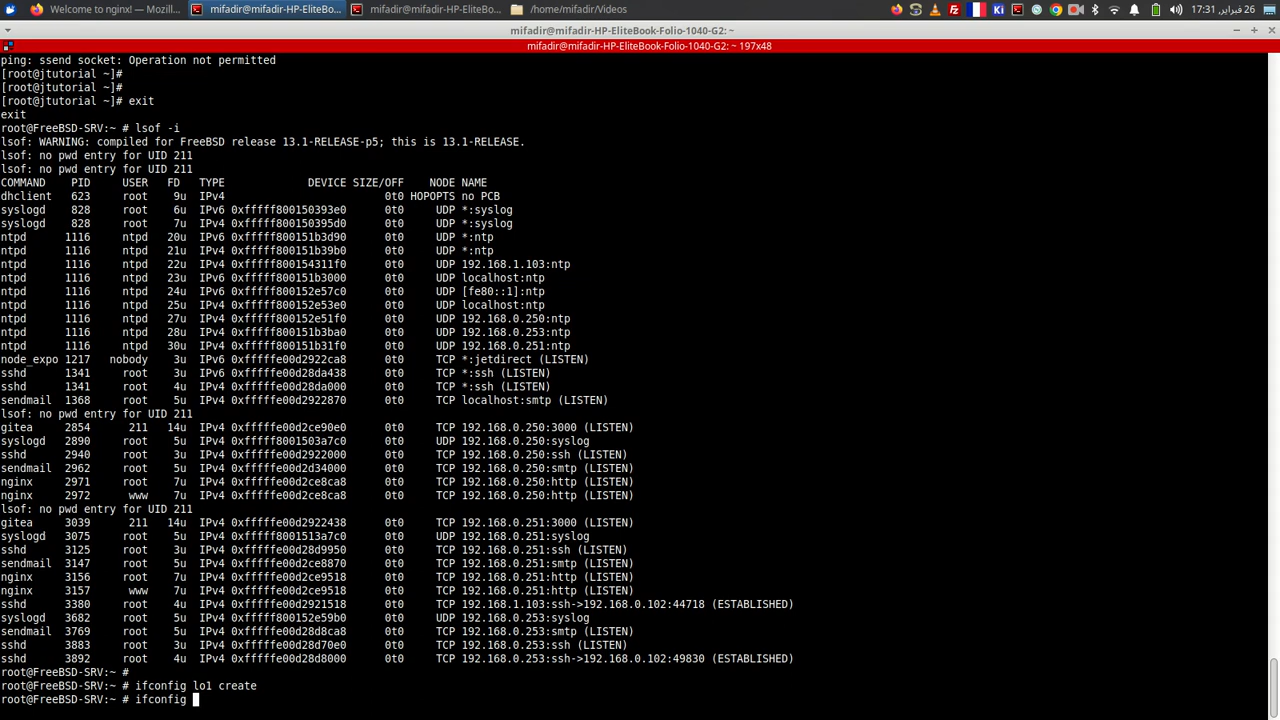 Welcome to nginx! — Mozill...
mifadir@mifadir-HP-EliteBo...
mifadir@mifadir-HP-EliteBo...
/home/mifadir/Videos
Ki
17:31 ,26 فبراير
mifadir@mifadir-HP-EliteBook-Folio-1040-G2: ~
mifadir@mifadir-HP-EliteBook-Folio-1040-G2: ~ 197x48
ping: ssend socket: Operation not permitted
[root@jtutorial ~]#
[root@jtutorial ~]#
[root@jtutorial ~]# exit
exit
root@FreeBSD-SRV:~ # lsof -i
lsof: WARNING: compiled for FreeBSD release 13.1-RELEASE-p5; this is 13.1-RELEASE.
lsof: no pwd entry for UID 211
lsof: no pwd entry for UID 211
COMMAND PID USER FD TYPE DEVICE SIZE/OFF NODE NAME
dhclient 623 root 9u IPv4 0t0 HOPOPTS no PCB
syslogd 828 root 6u IPv6 0xfffff800150393e0 0t0 UDP *:syslog
syslogd 828 root 7u IPv4 0xfffff800150395d0 0t0 UDP *:syslog
ntpd 1116 ntpd 20u IPv6 0xfffff800151b3d90 0t0 UDP *:ntp
ntpd 1116 ntpd 21u IPv4 0xfffff800151b39b0 0t0 UDP *:ntp
ntpd 1116 ntpd 22u IPv4 0xfffff800154311f0 0t0 UDP 192.168.1.103:ntp
ntpd 1116 ntpd 23u IPv6 0xfffff800151b3000 0t0 UDP localhost:ntp
ntpd 1116 ntpd 24u IPv6 0xfffff800152e57c0 0t0 UDP [fe80::1]:ntp
ntpd 1116 ntpd 25u IPv4 0xfffff800152e53e0 0t0 UDP localhost:ntp
ntpd 1116 ntpd 27u IPv4 0xfffff800152e51f0 0t0 UDP 192.168.0.250:ntp
ntpd 1116 ntpd 28u IPv4 0xfffff800151b3ba0 0t0 UDP 192.168.0.253:ntp
ntpd 1116 ntpd 30u IPv4 0xfffff800151b31f0 0t0 UDP 192.168.0.251:ntp
node_expo 1217 nobody 3u IPv6 0xfffffe00d2922ca8 0t0 TCP *:jetdirect (LISTEN)
sshd 1341 root 3u IPv6 0xfffffe00d28da438 0t0 TCP *:ssh (LISTEN)
sshd 1341 root 4u IPv4 0xfffffe00d28da000 0t0 TCP *:ssh (LISTEN)
sendmail 1368 root 5u IPv4 0xfffffe00d2922870 0t0 TCP localhost:smtp (LISTEN)
lsof: no pwd entry for UID 211
gitea 2854 211 14u IPv4 0xfffffe00d2ce90e0 0t0 TCP 192.168.0.250:3000 (LISTEN)
syslogd 2890 root 5u IPv4 0xfffff8001503a7c0 0t0 UDP 192.168.0.250:syslog
sshd 2940 root 3u IPv4 0xfffffe00d2922000 0t0 TCP 192.168.0.250:ssh (LISTEN)
sendmail 2962 root 5u IPv4 0xfffffe00d2d34000 0t0 TCP 192.168.0.250:smtp (LISTEN)
nginx 2971 root 7u IPv4 0xfffffe00d2ce8ca8 0t0 TCP 192.168.0.250:http (LISTEN)
nginx 2972 www 7u IPv4 0xfffffe00d2ce8ca8 0t0 TCP 192.168.0.250:http (LISTEN)
lsof: no pwd entry for UID 211
gitea 3039 211 14u IPv4 0xfffffe00d2922438 0t0 TCP 192.168.0.251:3000 (LISTEN)
syslogd 3075 root 5u IPv4 0xfffff8001513a7c0 0t0 UDP 192.168.0.251:syslog
sshd 3125 root 3u IPv4 0xfffffe00d28d9950 0t0 TCP 192.168.0.251:ssh (LISTEN)
sendmail 3147 root 5u IPv4 0xfffffe00d2ce8870 0t0 TCP 192.168.0.251:smtp (LISTEN)
nginx 3156 root 7u IPv4 0xfffffe00d2ce9518 0t0 TCP 192.168.0.251:http (LISTEN)
nginx 3157 www 7u IPv4 0xfffffe00d2ce9518 0t0 TCP 192.168.0.251:http (LISTEN)
sshd 3380 root 4u IPv4 0xfffffe00d2921518 0t0 TCP 192.168.1.103:ssh->192.168.0.102:44718 (ESTABLISHED)
syslogd 3682 root 5u IPv4 0xfffff800152e59b0 0t0 UDP 192.168.0.253:syslog
sendmail 3769 root 5u IPv4 0xfffffe00d28d8ca8 0t0 TCP 192.168.0.253:smtp (LISTEN)
sshd 3883 root 3u IPv4 0xfffffe00d28d70e0 0t0 TCP 192.168.0.253:ssh (LISTEN)
sshd 3892 root 4u IPv4 0xfffffe00d28d8000 0t0 TCP 192.168.0.253:ssh->192.168.0.102:49830 (ESTABLISHED)
root@FreeBSD-SRV:~ #
root@FreeBSD-SRV:~ # ifconfig lo1 create
root@FreeBSD-SRV:~ # ifconfig